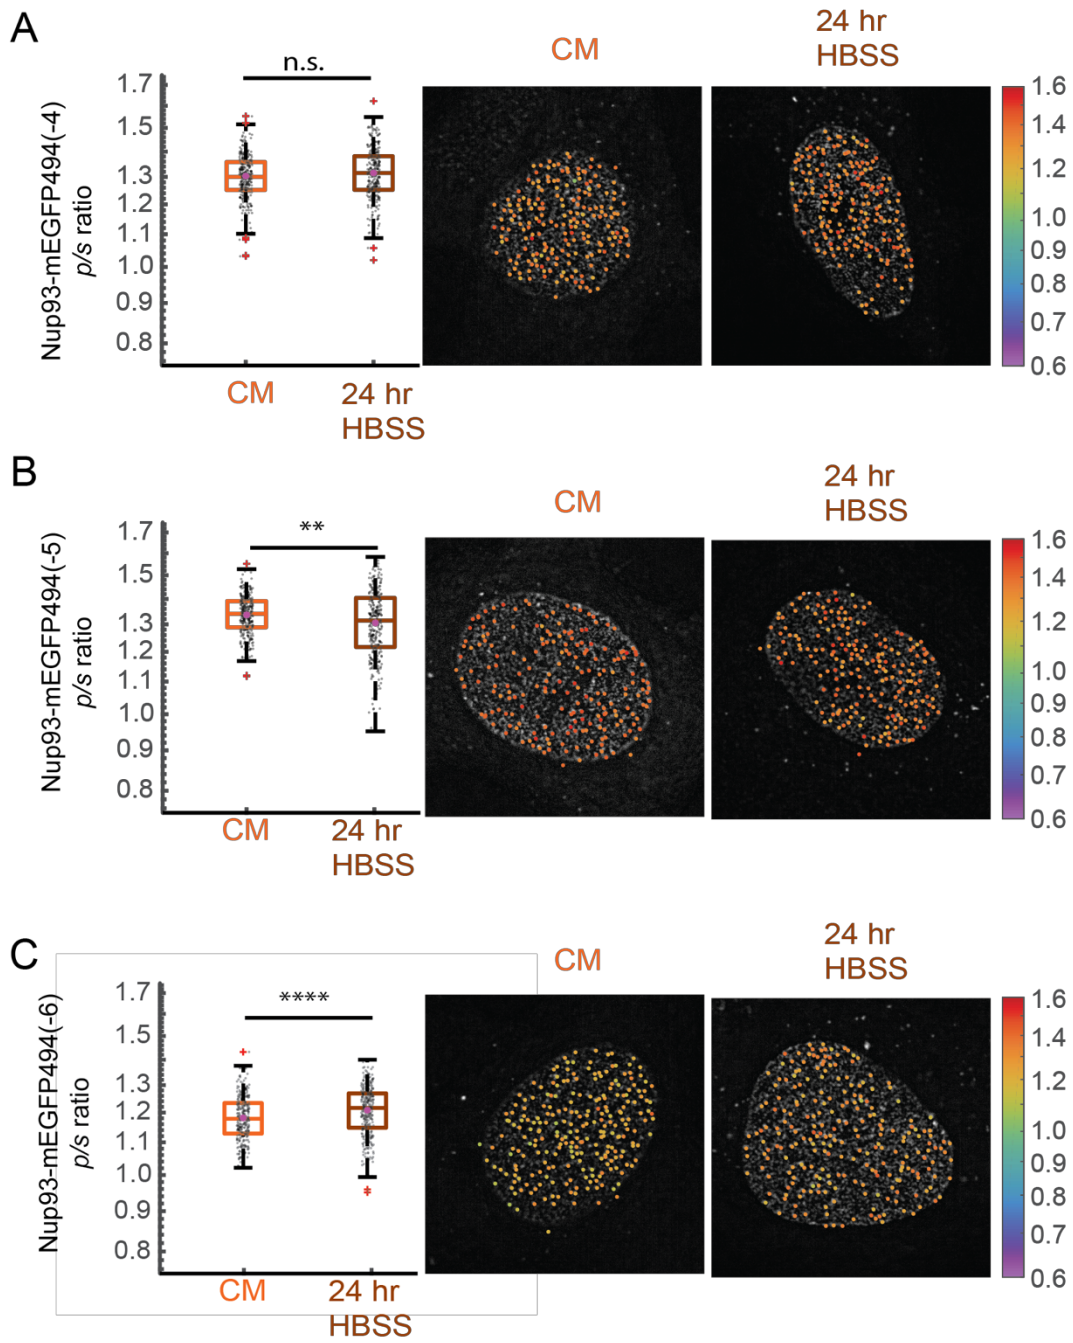 A
CM
24 hr
HBSS
n.s.
Nup93-mEGFP494(-4)
p/s ratio
1.7
1.5
1.3
1.2
1.1
1.0
0.9
0.8
CM
24 hr
HBSS
1.6
1.4
1.2
1.0
0.9
0.8
0.7
0.6
B
CM
24 hr
HBSS
**
Nup93-mEGFP494(-5)
p/s ratio
1.7
1.5
1.3
1.2
1.1
1.0
0.9
0.8
CM
24 hr
HBSS
1.6
1.4
1.2
1.0
0.9
0.8
0.7
0.6
C
CM
24 hr
HBSS
****
Nup93-mEGFP494(-6)
p/s ratio
1.7
1.5
1.3
1.2
1.1
1.0
0.9
0.8
CM
24 hr
HBSS
1.6
1.4
1.2
1.0
0.9
0.8
0.7
0.6